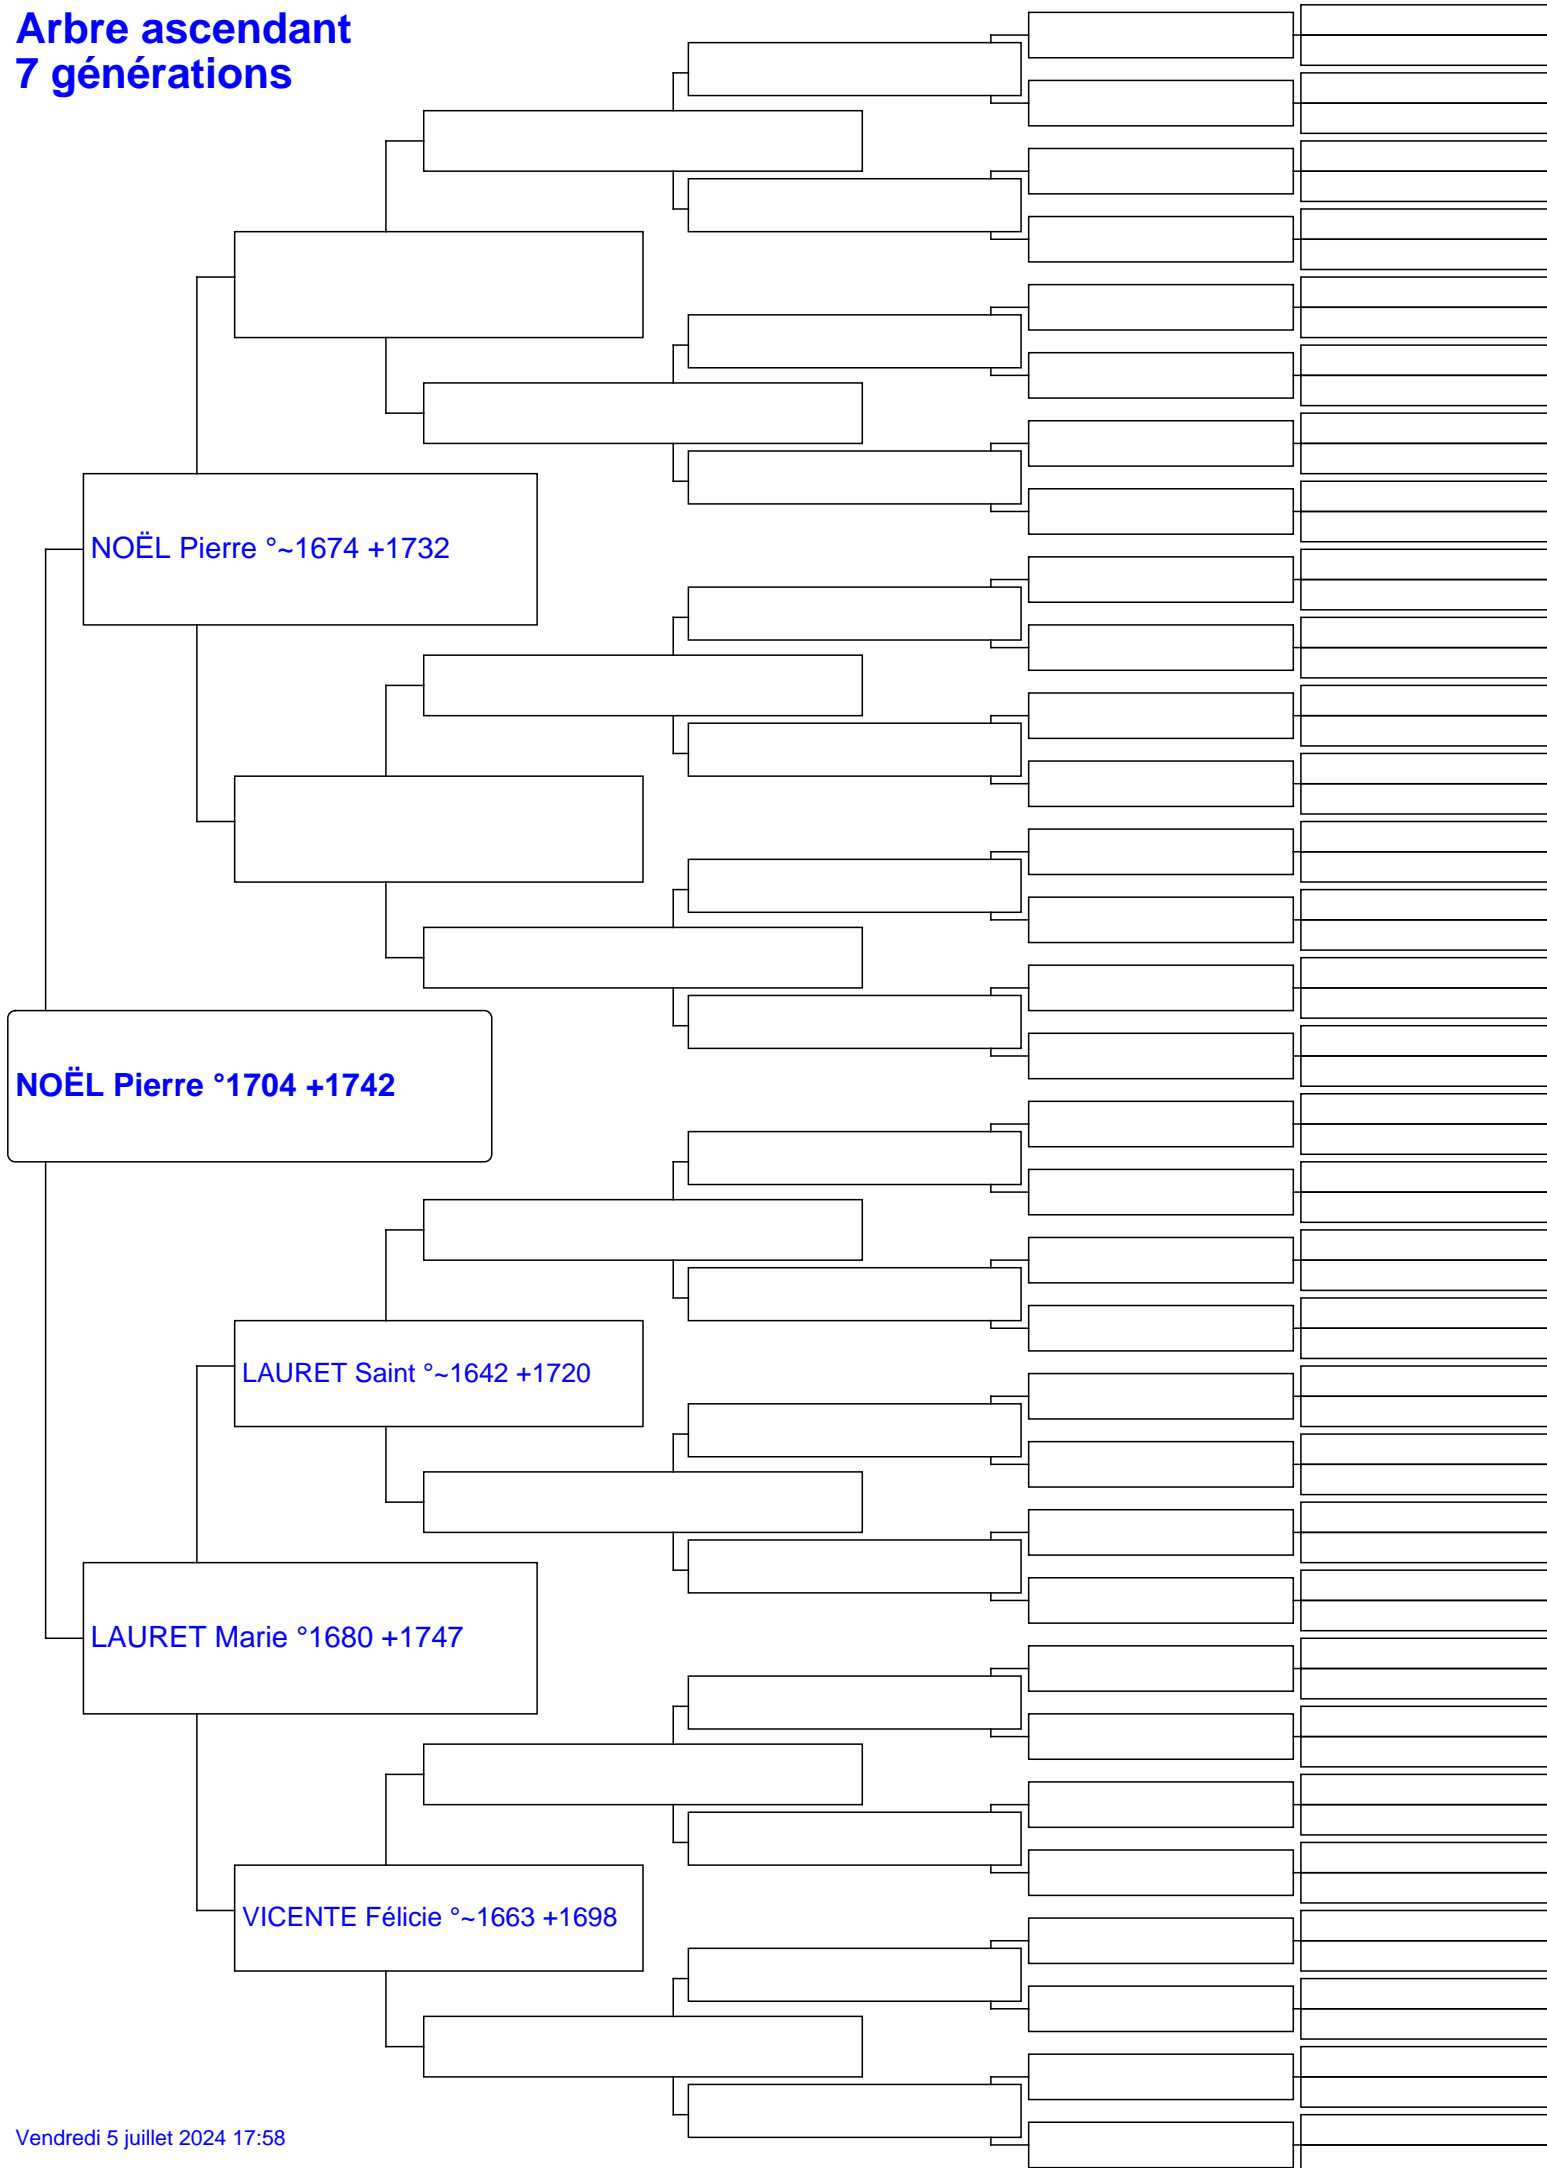 Arbre ascendant
7 générations
NOËL Pierre °~1674 +1732
NOËL Pierre °1704 +1742
LAURET Saint °~1642 +1720
LAURET Marie °1680 +1747
VICENTE Félicie °~1663 +1698
Vendredi 5 juillet 2024 17:58